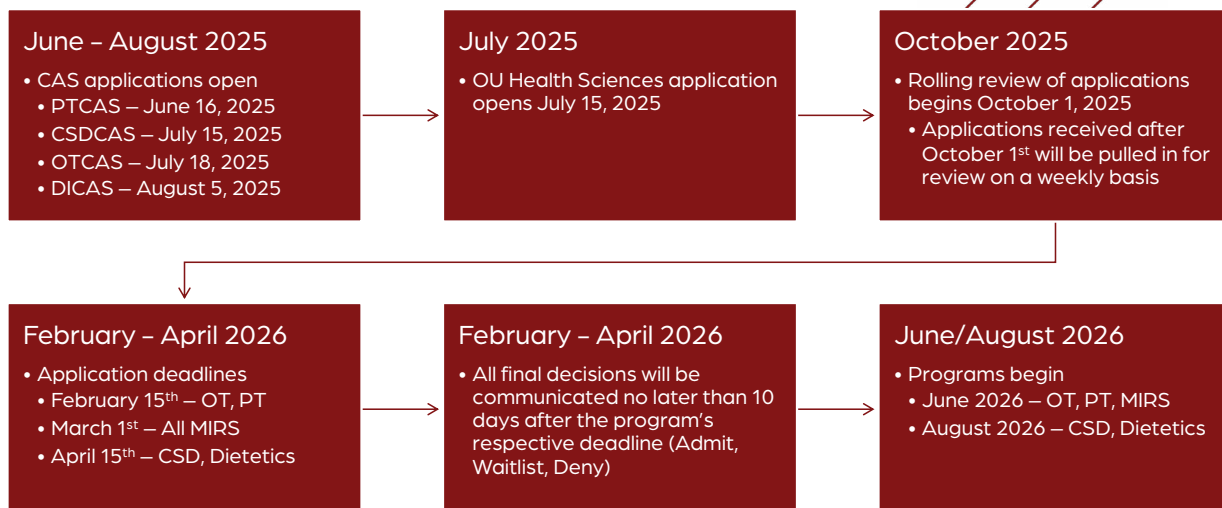 June – August 2025
• CAS applications open
• PTCAS – June 16, 2025
• CSDCAS – July 15, 2025
• OTCAS – July 18, 2025
• DICAS – August 5, 2025
July 2025
• OU Health Sciences application
opens July 15, 2025
October 2025
• Rolling review of applications
begins October 1, 2025
• Applications received after
October 1st will be pulled in for
review on a weekly basis
February – April 2026
• Application deadlines
• February 15th – OT, PT
• March 1st – All MIRS
• April 15th – CSD, Dietetics
February – April 2026
• All final decisions will be
communicated no later than 10
days after the program’s
respective deadline (Admit,
Waitlist, Deny)
June/August 2026
• Programs begin
• June 2026 – OT, PT, MIRS
• August 2026 – CSD, Dietetics